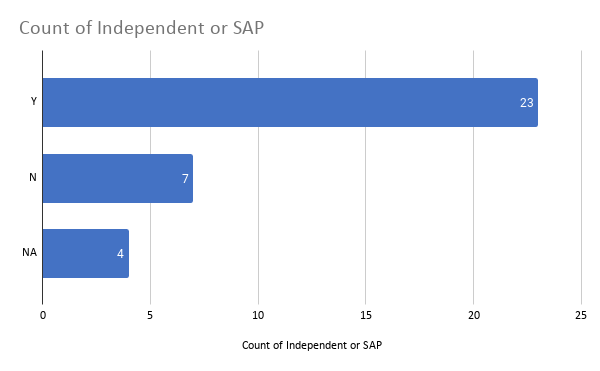 Count of Independent or SAP
Y
23
N
7
NA
4
0 5 10 15 20 25
Count of Independent or SAP